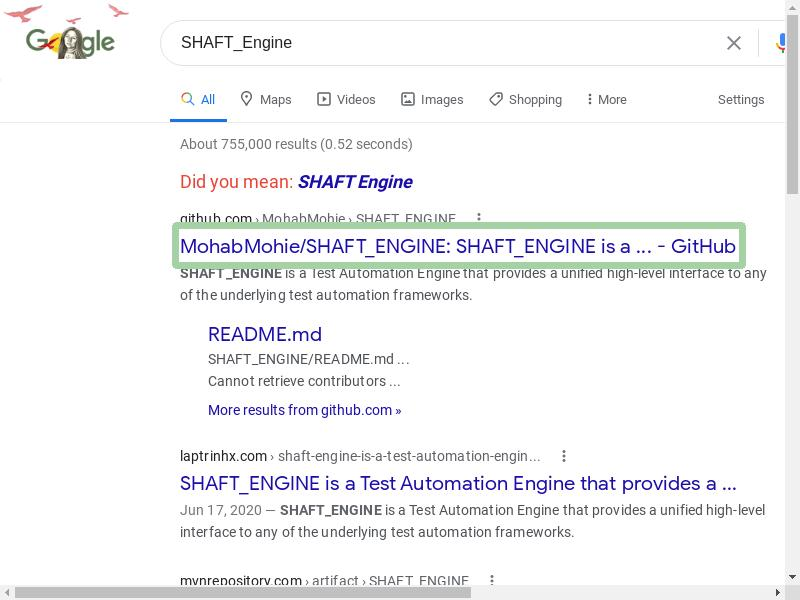 Google
SHAFT_Engine
All Maps Videos Images Shopping More Settings
About 755,000 results (0.52 seconds)
Did you mean: SHAFT Engine
github.com › MohabMohie › SHAFT_ENGINE
MohabMohie/SHAFT_ENGINE: SHAFT_ENGINE is a ... - GitHub
SHAFT_ENGINE is a Test Automation Engine that provides a unified high-level interface to any
of the underlying test automation frameworks.
README.md
SHAFT_ENGINE/README.md ...
Cannot retrieve contributors ...
More results from github.com »
laptrinhx.com › shaft-engine-is-a-test-automation-engin...
SHAFT_ENGINE is a Test Automation Engine that provides a ...
Jun 17, 2020 — SHAFT_ENGINE is a Test Automation Engine that provides a unified high-level
interface to any of the underlying test automation frameworks.
mvnrepository.com › artifact › SHAFT_ENGINE